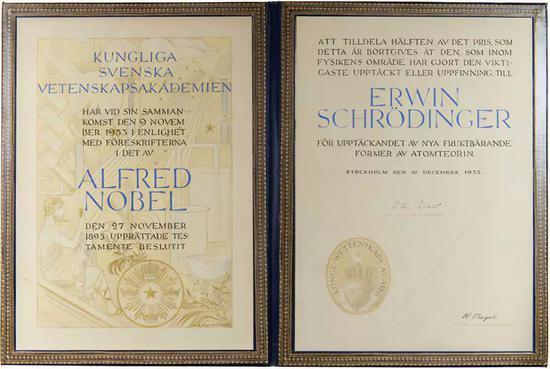 KUNGLIGA
SVENSKA
VETENSKAPSAKADEMIEN
HAR VID SIN SAMMAN-
KOMST DEN 9 NOVEM-
BER 1933 I ENLIGHET
MED FÖRESKRIFTERNA
I DET AV
ALFRED
NOBEL
DEN 27 NOVEMBER
1895 UPPRÄTTADE TES-
TAMENTE BESLUTIT
ATT TILLDELA HÄLFTEN AV DET PRIS, SOM
DETTA ÅR BORTGIVES ÅT DEN, SOM INOM
FYSIKENS OMRÅDE HAR GJORT DEN VIKTI-
GASTE UPPTÄCKT ELLER UPPFINNING, TILL
ERWIN
SCHRÖDINGER
FÖR UPPTÄCKANDET AV NYA FRUKTBÄRANDE
FORMER AV ATOMTEORIN.
STOCKHOLM DEN 10 DECEMBER 1933.